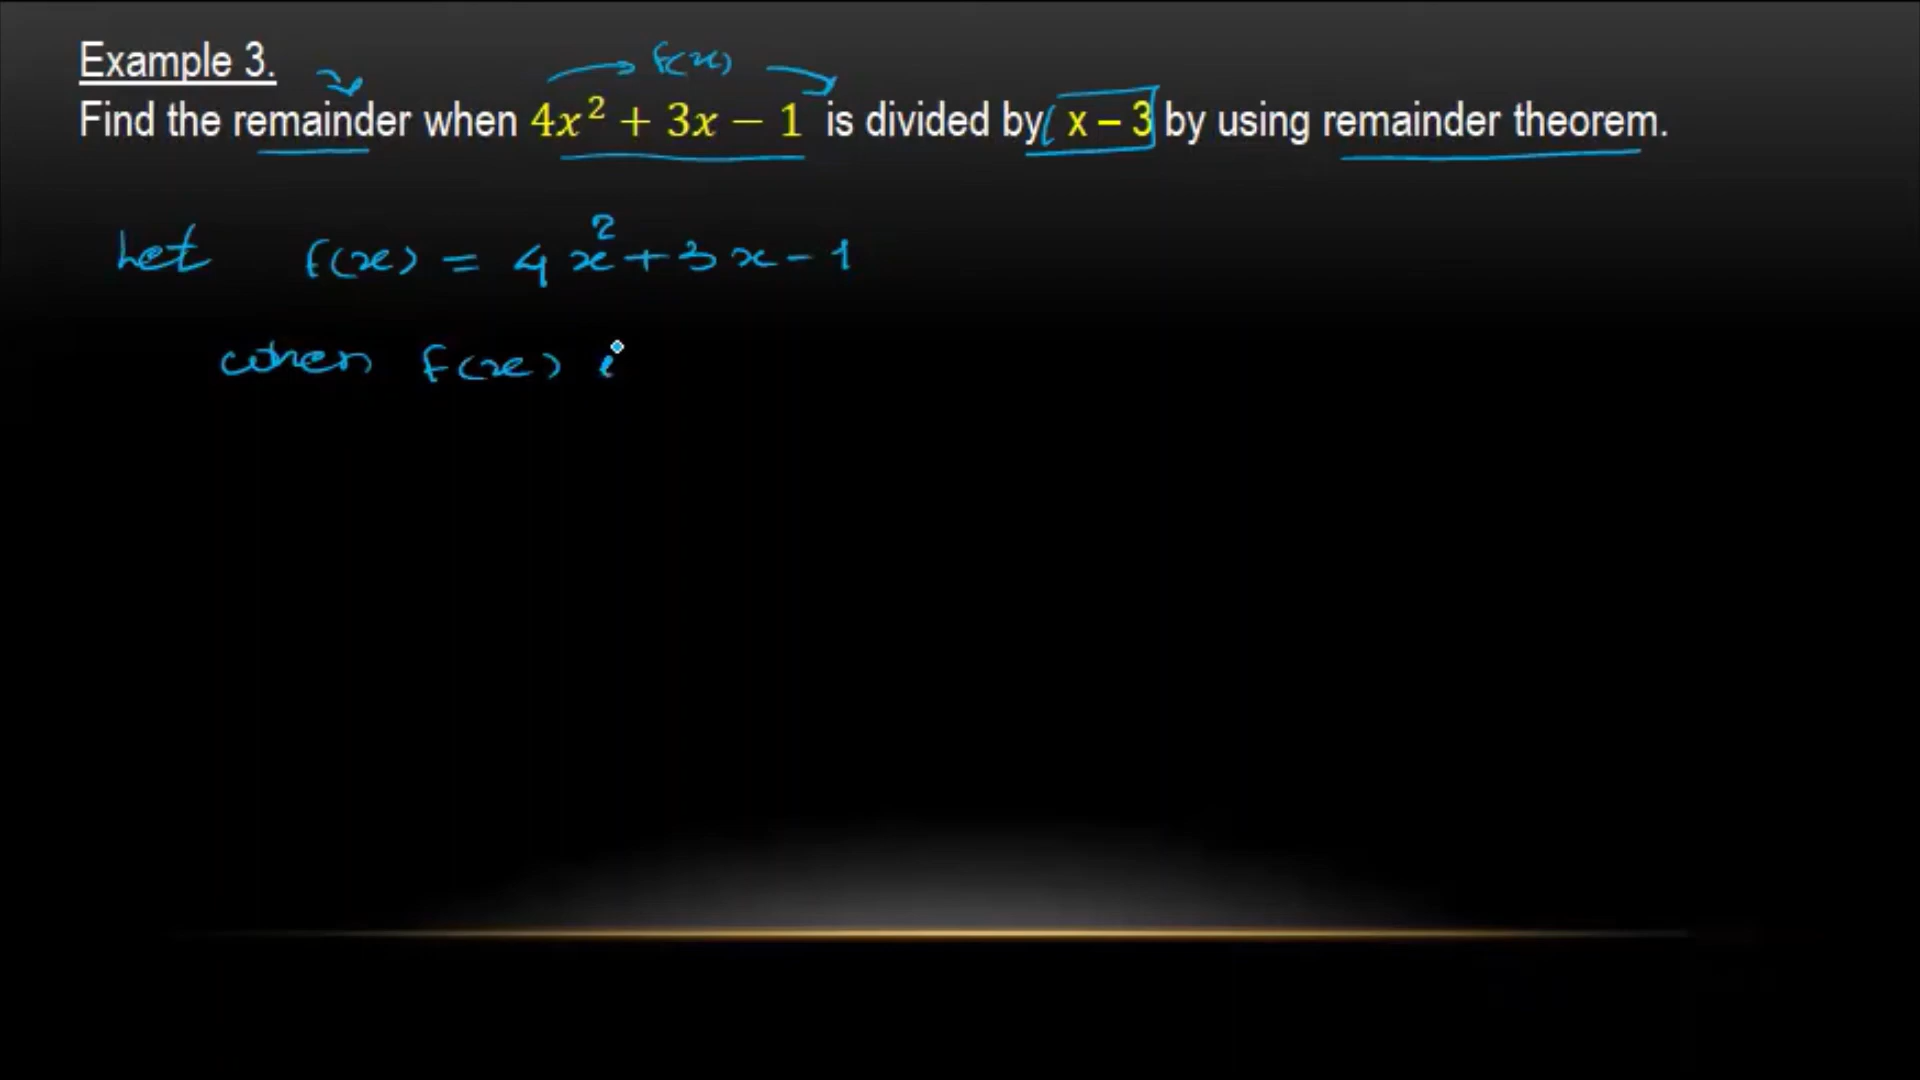 Example 3.
f(x)
Find the remainder when 4x² + 3x − 1 is divided by ( x – 3 by using remainder theorem.
Let f(x) = 4x² + 3x - 1
when f(x) i